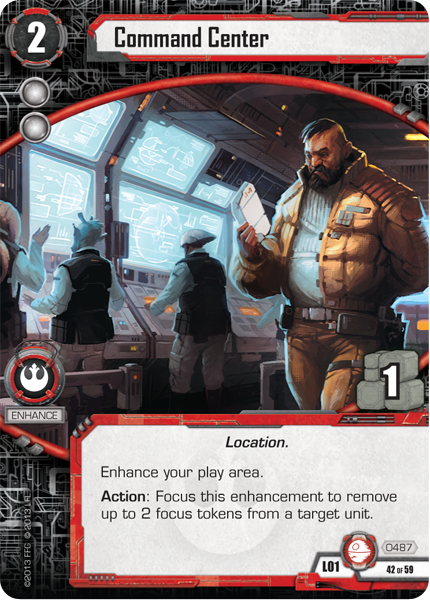 2
Command Center
ENHANCE
1
Location.
Enhance your play area.
Action: Focus this enhancement to remove
up to 2 focus tokens from a target unit.
0487
L01
42 OF 59
©2013 FFG © 2013 LFL